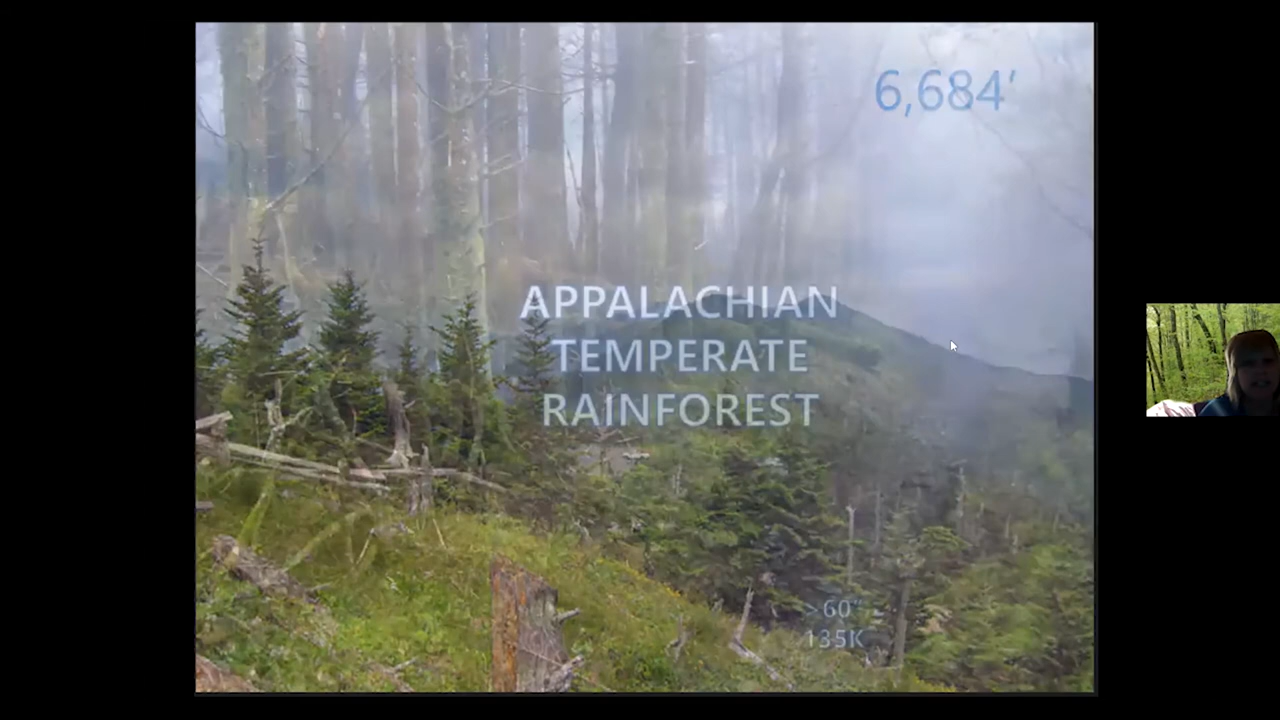 6,684'
APPALACHIAN
TEMPERATE
RAINFOREST
>60"
135K